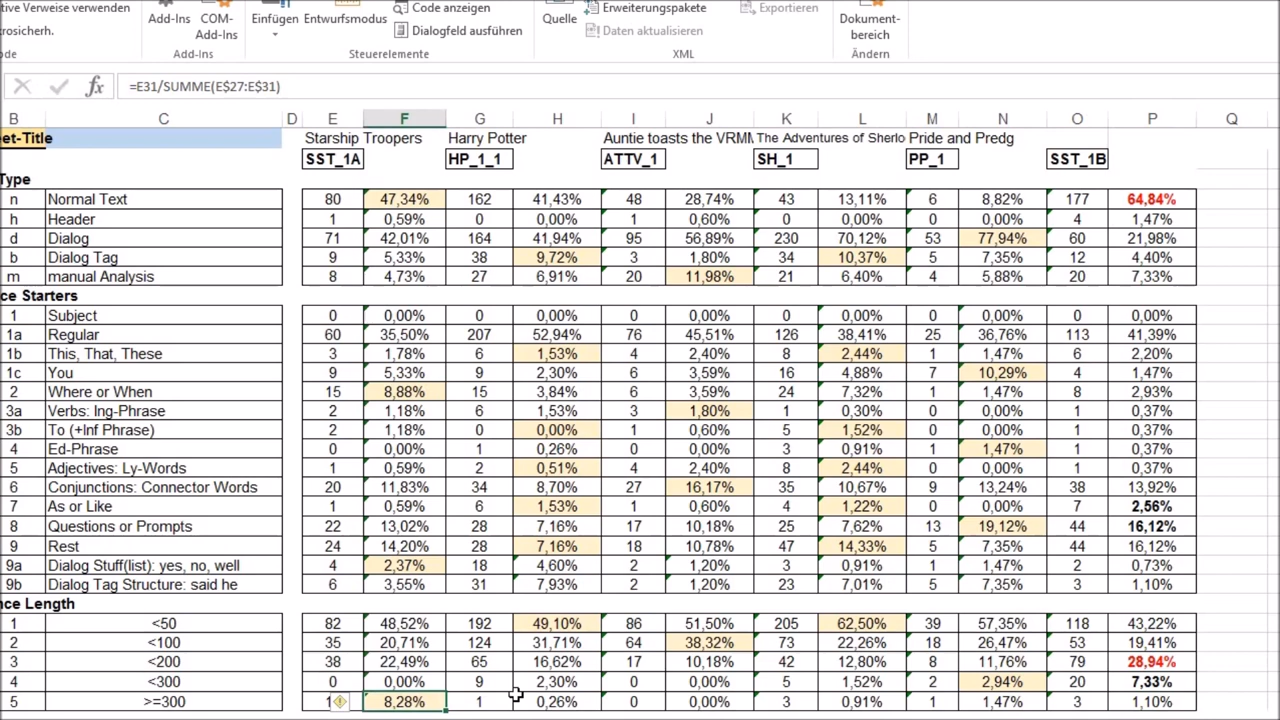 tive Verweise verwenden Add-Ins COM-Add-Ins Einfügen Entwurfsmodus Code anzeigen Quelle Erweiterungspakete Exportieren Dokument-bereich
krosicherh. Dialogfeld ausführen Daten aktualisieren
ode Add-Ins Steuerelemente XML Ändern
fx =E31/SUMME(E$27:E$31)
B C D E F G H I J K L M N O P Q
eet-Title Starship Troopers Harry Potter Auntie toasts the VRMM The Adventures of Sherlo Pride and Predg
SST_1A HP_1_1 ATTV_1 SH_1 PP_1 SST_1B
Type
n Normal Text 80 47,34% 162 41,43% 48 28,74% 43 13,11% 6 8,82% 177 64,84%
h Header 1 0,59% 0 0,00% 1 0,60% 0 0,00% 0 0,00% 4 1,47%
d Dialog 71 42,01% 164 41,94% 95 56,89% 230 70,12% 53 77,94% 60 21,98%
b Dialog Tag 9 5,33% 38 9,72% 3 1,80% 34 10,37% 5 7,35% 12 4,40%
m manual Analysis 8 4,73% 27 6,91% 20 11,98% 21 6,40% 4 5,88% 20 7,33%
ce Starters
1 Subject 0 0,00% 0 0,00% 0 0,00% 0 0,00% 0 0,00% 0 0,00%
1a Regular 60 35,50% 207 52,94% 76 45,51% 126 38,41% 25 36,76% 113 41,39%
1b This, That, These 3 1,78% 6 1,53% 4 2,40% 8 2,44% 1 1,47% 6 2,20%
1c You 9 5,33% 9 2,30% 6 3,59% 16 4,88% 7 10,29% 4 1,47%
2 Where or When 15 8,88% 15 3,84% 6 3,59% 24 7,32% 1 1,47% 8 2,93%
3a Verbs: Ing-Phrase 2 1,18% 6 1,53% 3 1,80% 1 0,30% 0 0,00% 1 0,37%
3b To (+Inf Phrase) 2 1,18% 0 0,00% 1 0,60% 5 1,52% 0 0,00% 1 0,37%
4 Ed-Phrase 0 0,00% 1 0,26% 0 0,00% 3 0,91% 1 1,47% 1 0,37%
5 Adjectives: Ly-Words 1 0,59% 2 0,51% 4 2,40% 8 2,44% 0 0,00% 1 0,37%
6 Conjunctions: Connector Words 20 11,83% 34 8,70% 27 16,17% 35 10,67% 9 13,24% 38 13,92%
7 As or Like 1 0,59% 6 1,53% 1 0,60% 4 1,22% 0 0,00% 7 2,56%
8 Questions or Prompts 22 13,02% 28 7,16% 17 10,18% 25 7,62% 13 19,12% 44 16,12%
9 Rest 24 14,20% 28 7,16% 18 10,78% 47 14,33% 5 7,35% 44 16,12%
9a Dialog Stuff(list): yes, no, well 4 2,37% 18 4,60% 2 1,20% 3 0,91% 1 1,47% 2 0,73%
9b Dialog Tag Structure: said he 6 3,55% 31 7,93% 2 1,20% 23 7,01% 5 7,35% 3 1,10%
nce Length
1 <50 82 48,52% 192 49,10% 86 51,50% 205 62,50% 39 57,35% 118 43,22%
2 <100 35 20,71% 124 31,71% 64 38,32% 73 22,26% 18 26,47% 53 19,41%
3 <200 38 22,49% 65 16,62% 17 10,18% 42 12,80% 8 11,76% 79 28,94%
4 <300 0 0,00% 9 2,30% 0 0,00% 5 1,52% 2 2,94% 20 7,33%
5 >=300 1 8,28% 1 0,26% 0 0,00% 3 0,91% 1 1,47% 3 1,10%